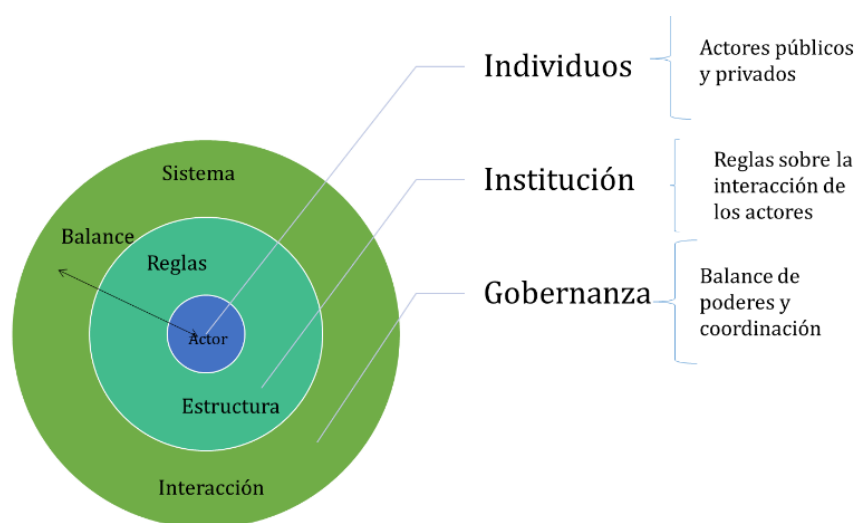 Sistema
Balance
Reglas
Actor
Estructura
Interacción
Individuos
Actores públicos
y privados
Institución
Reglas sobre la
interacción de
los actores
Gobernanza
Balance de
poderes y
coordinación